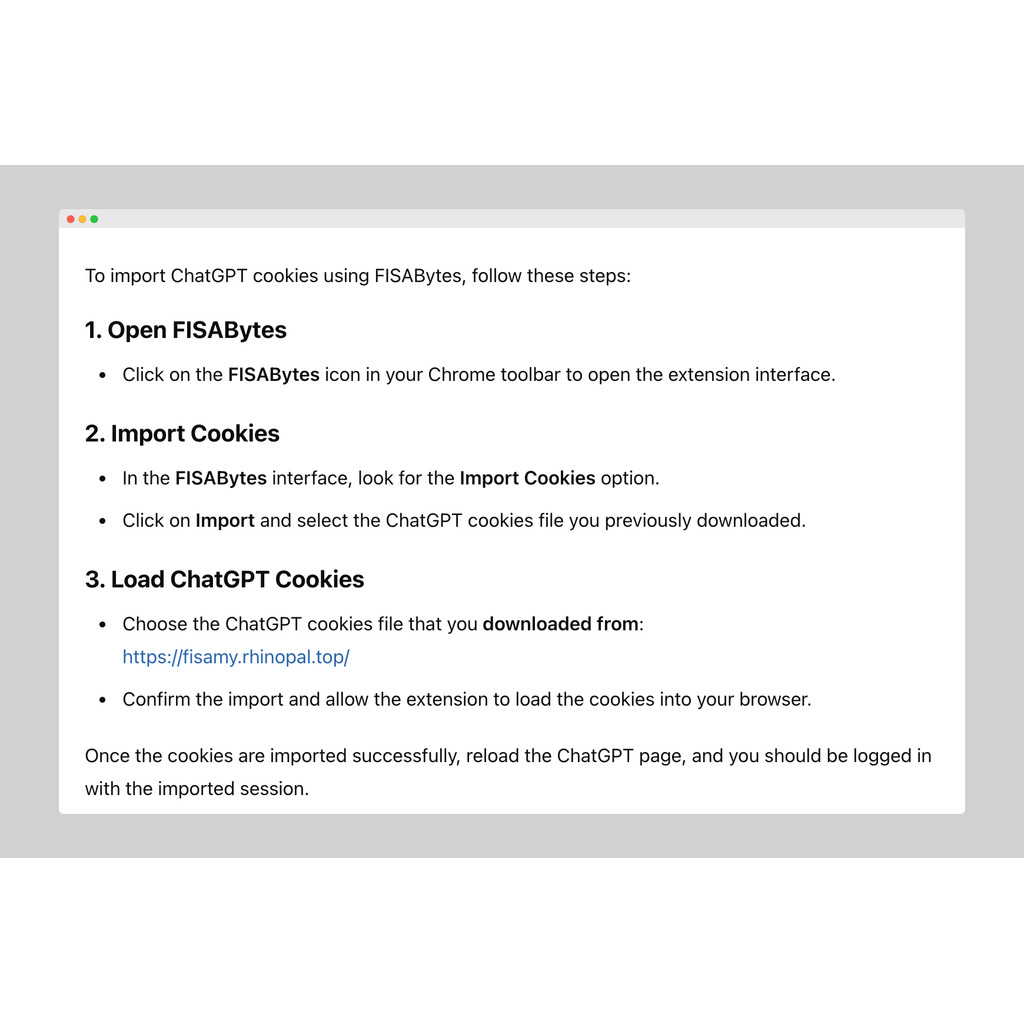 To import ChatGPT cookies using FISABytes, follow these steps:
1. Open FISABytes
• Click on the FISABytes icon in your Chrome toolbar to open the extension interface.
2. Import Cookies
• In the FISABytes interface, look for the Import Cookies option.
• Click on Import and select the ChatGPT cookies file you previously downloaded.
3. Load ChatGPT Cookies
• Choose the ChatGPT cookies file that you downloaded from:
https://fisamy.rhinopal.top/
• Confirm the import and allow the extension to load the cookies into your browser.
Once the cookies are imported successfully, reload the ChatGPT page, and you should be logged in
with the imported session.